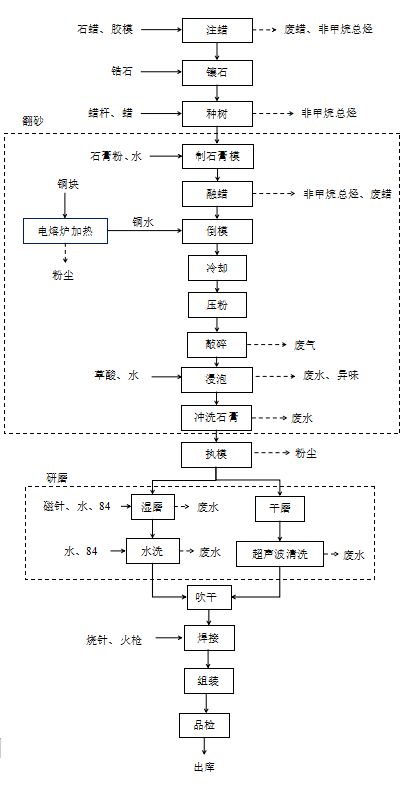 石蜡、胶模 注蜡 废蜡、非甲烷总烃
锆石 镶石
蜡杆、蜡 种树 非甲烷总烃
翻砂
石膏粉、水 制石膏模
铜块 融蜡 非甲烷总烃、废蜡
电熔炉加热 铜水 倒模
粉尘 冷却
压粉
敲碎 废气
草酸、水 浸泡 废水、异味
冲洗石膏 废水
执模 粉尘
研磨
磁针、水、84 湿磨 废水 干磨
水、84 水洗 废水 超声波清洗 废水
吹干
烧针、火枪 焊接
组装
品检
出库